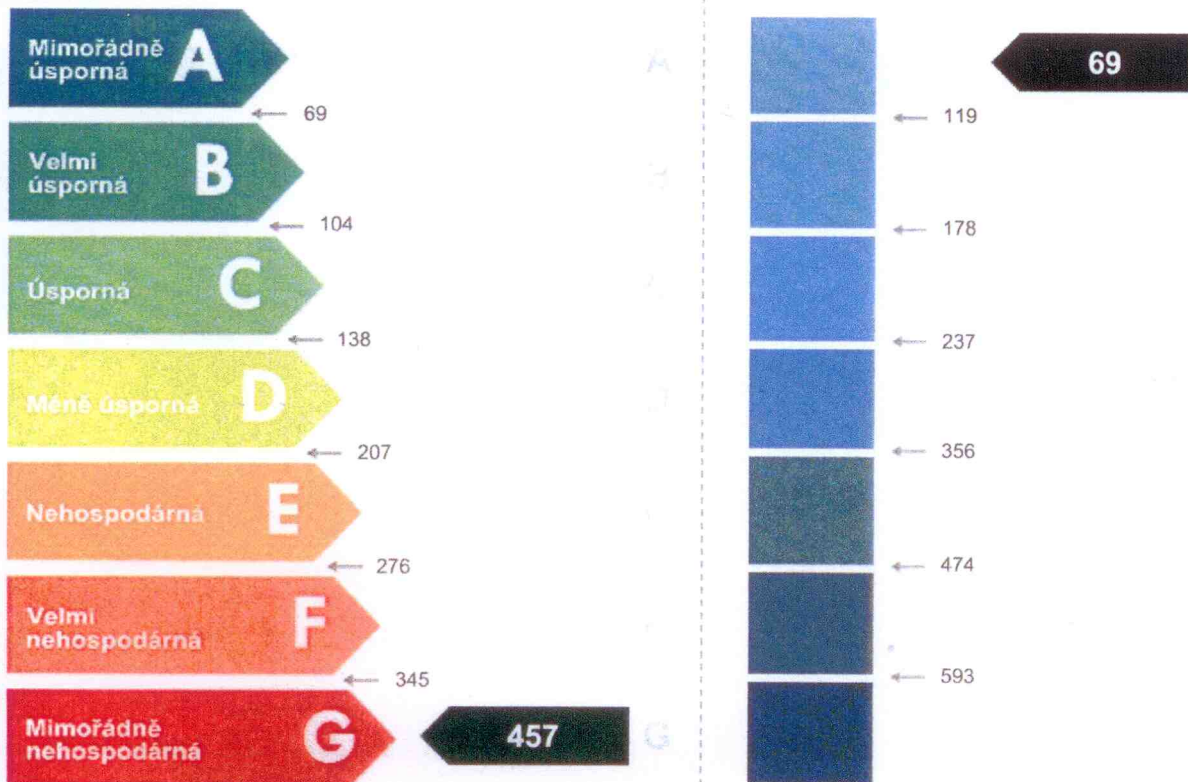 Mimořádně
úsporná
A
69
Velmi
úsporná
B
104
Úsporná
C
138
Méně úsporná
D
207
Nehospodárná
E
276
Velmi
nehospodárná
F
345
Mimořádně
nehospodárná
G
457
A
B
D
G
69
119
178
237
356
474
593